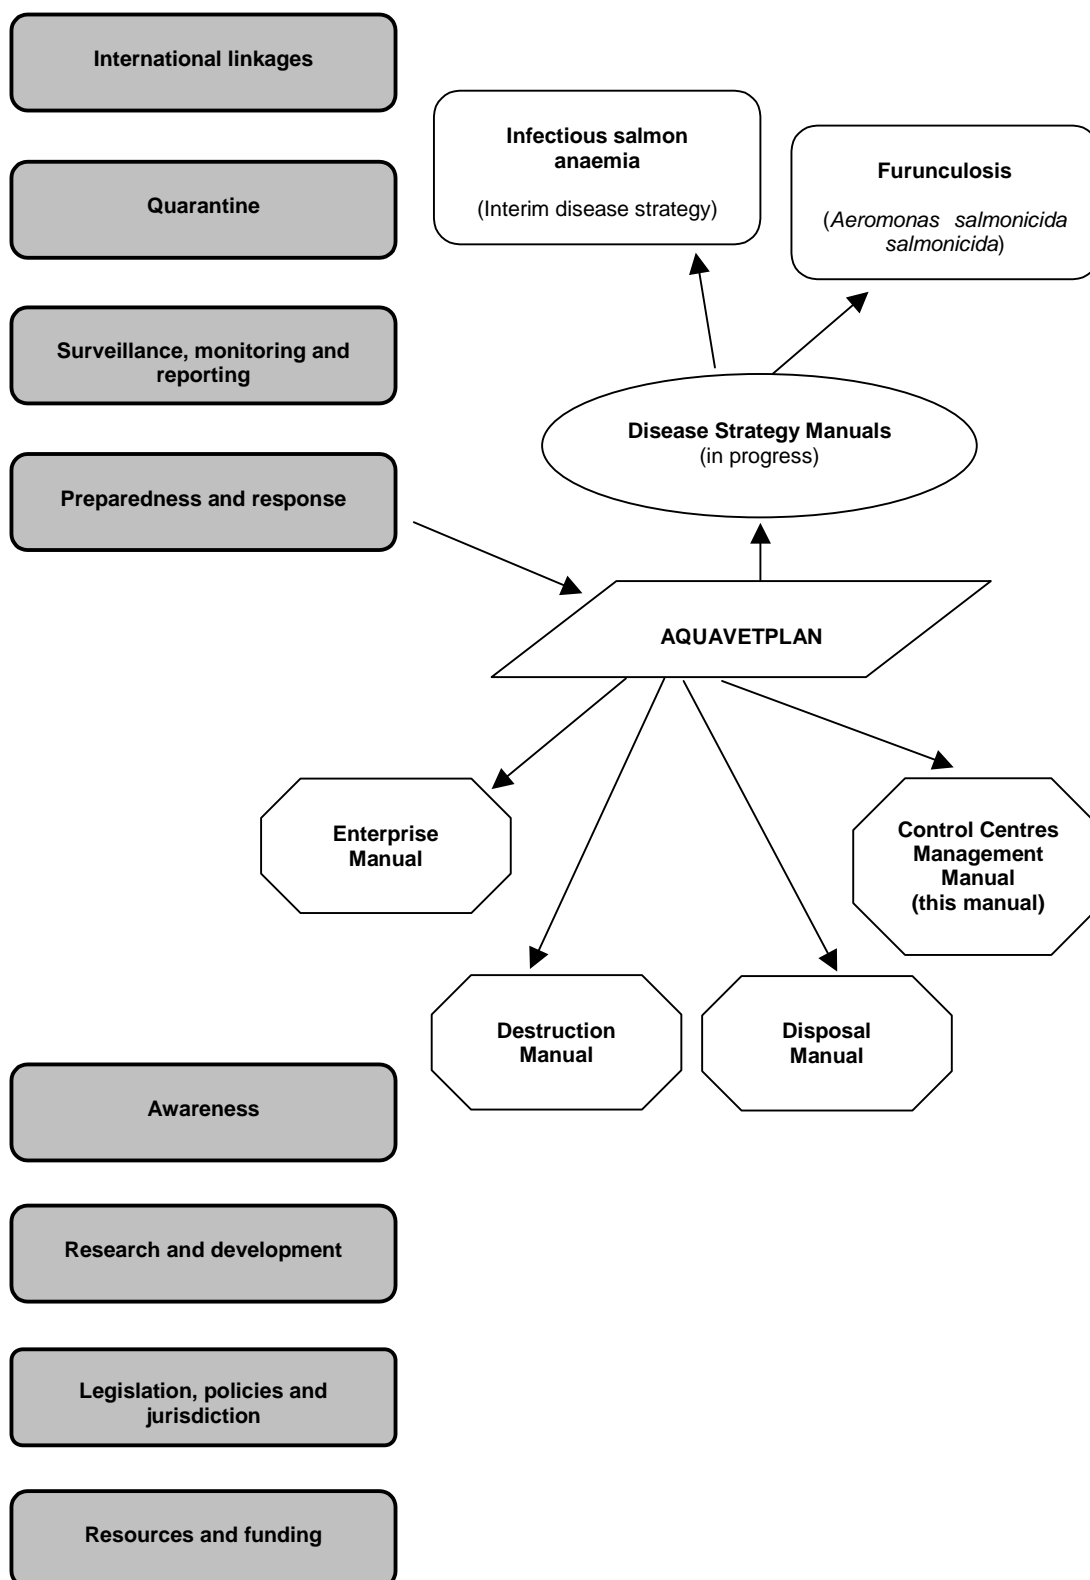 International linkages
Infectious salmon
anaemia
(Interim disease strategy)
Furunculosis
(Aeromonas salmonicida
salmonicida)
Quarantine
Surveillance, monitoring and
reporting
Disease Strategy Manuals
(in progress)
Preparedness and response
AQUAVETPLAN
Enterprise
Manual
Control Centres
Management
Manual
(this manual)
Destruction
Manual
Disposal
Manual
Awareness
Research and development
Legislation, policies and
jurisdiction
Resources and funding